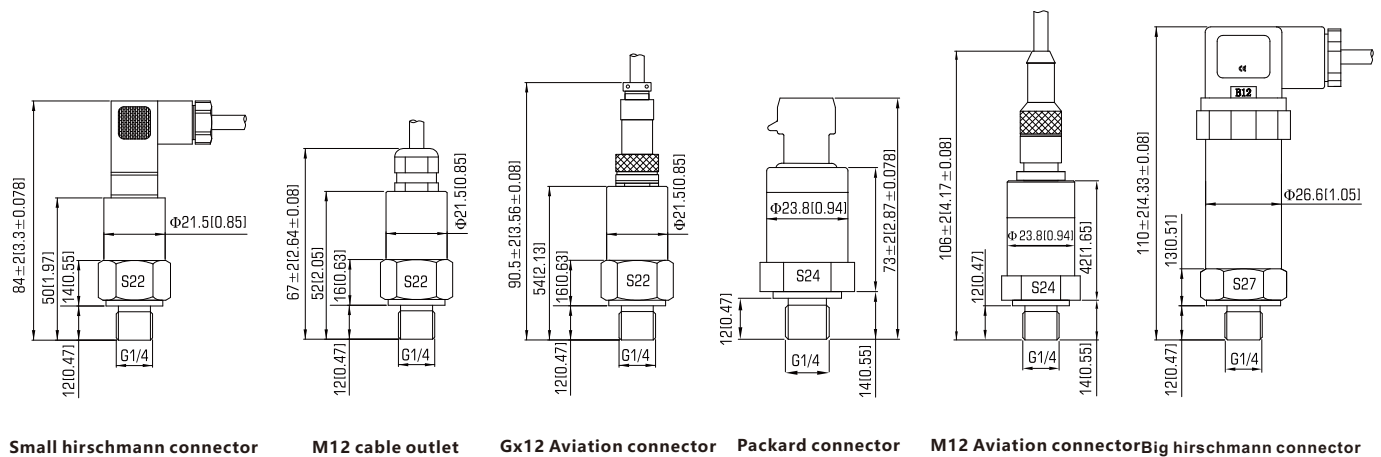 84±2[3.3±0.078]
50[1.97]
14[0.55]
12[0.47]
Φ21.5[0.85]
S22
G1/4
Small hirschmann connector
67±2[2.64±0.08]
52[2.05]
16[0.63]
12[0.47]
Φ21.5[0.85]
S22
G1/4
M12 cable outlet
90.5±2[3.56±0.08]
54[2.13]
16[0.63]
12[0.47]
Φ21.5[0.85]
S22
G1/4
Gx12 Aviation connector
Φ23.8[0.94]
S24
12[0.47]
G1/4
73±2[2.87±0.078]
14[0.55]
Packard connector
106±2[4.17±0.08]
12[0.47]
Φ23.8[0.94]
S24
G1/4
42[1.65]
14[0.55]
M12 Aviation connector
110±2[4.33±0.08]
13[0.51]
12[0.47]
CE
B12
Φ26.6[1.05]
S27
G1/4
Big hirschmann connector